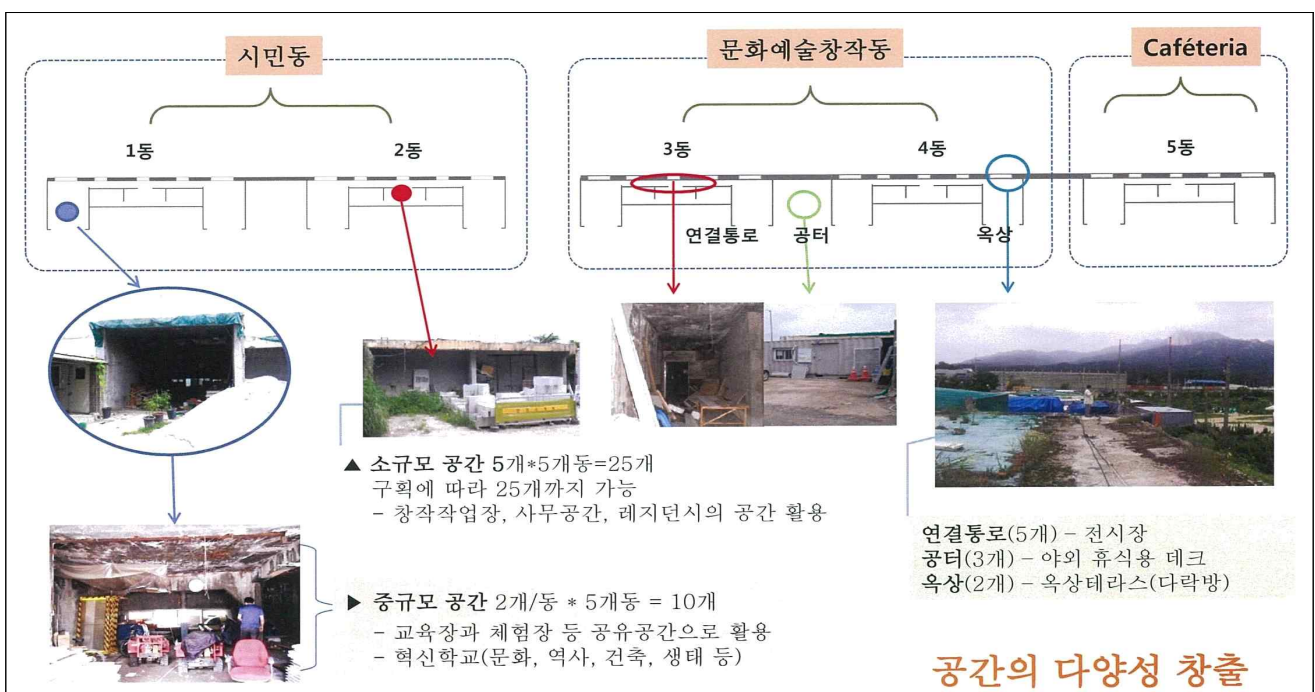 시민동
문화예술창작동
Caféteria
1동
2동
3동
4동
5동
연결통로
공터
옥상
▲ 소규모 공간 5개*5개동=25개
구획에 따라 25개까지 가능
- 창작작업장, 사무공간, 레지던시의 공간 활용
▶ 중규모 공간 2개/동 * 5개동 = 10개
- 교육장과 체험장 등 공유공간으로 활용
- 혁신학교(문화, 역사, 건축, 생태 등)
연결통로(5개) – 전시장
공터(3개) – 야외 휴식용 데크
옥상(2개) – 옥상테라스(다락방)
공간의 다양성 창출